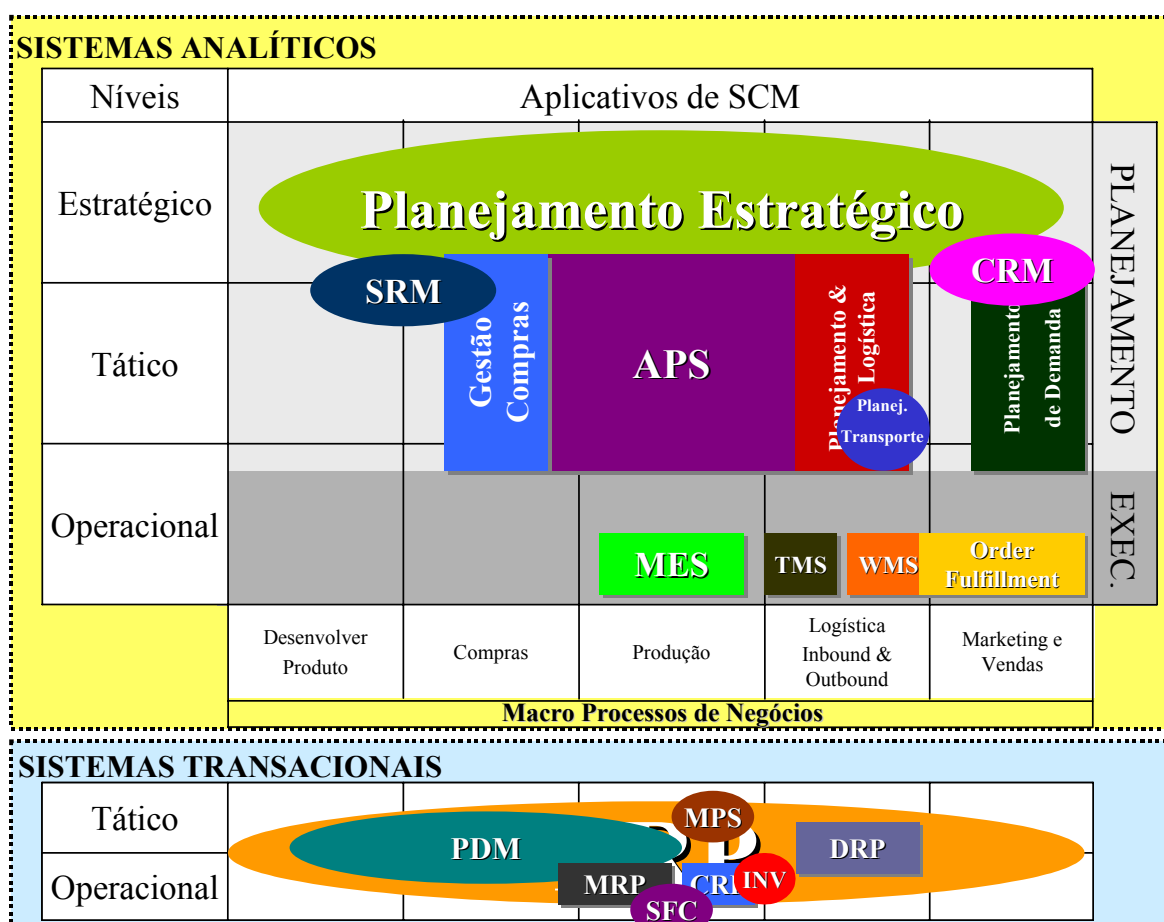 SISTEMAS ANALÍTICOS
Níveis
Aplicativos de SCM
Estratégico
Planejamento Estratégico
PLANEJAMENTO
SRM
CRM
Tático
Gestão
Compras
APS
Planejamento &
Logística
Planej.
Transporte
Planejamento
de Demanda
Operacional
EXEC.
MES
TMS
WMS
Order
Fulfillment
Desenvolver
Produto
Compras
Produção
Logística
Inbound &
Outbound
Marketing e
Vendas
Macro Processos de Negócios
SISTEMAS TRANSACIONAIS
Tático
MPS
PDM
DRP
Operacional
MRP
INV
SFC